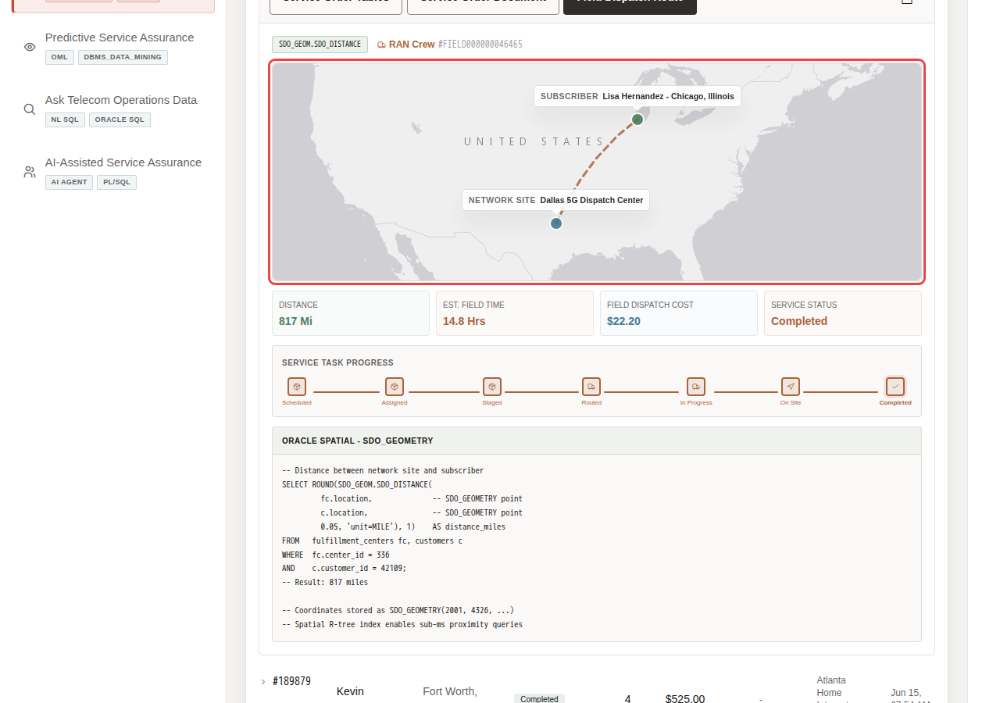 Predictive Service Assurance
OML DBMS_DATA_MINING
Ask Telecom Operations Data
NL SQL ORACLE SQL
AI-Assisted Service Assurance
AI AGENT PL/SQL
SDO_GEOM.SDO_DISTANCE RAN Crew #FIELD000000046465
SUBSCRIBER Lisa Hernandez - Chicago, Illinois
UNITED STATES
NETWORK SITE Dallas 5G Dispatch Center
DISTANCE
817 Mi
EST. FIELD TIME
14.8 Hrs
FIELD DISPATCH COST
$22.20
SERVICE STATUS
Completed
SERVICE TASK PROGRESS
Scheduled Assigned Staged Routed In Progress On Site Completed
ORACLE SPATIAL - SDO_GEOMETRY
-- Distance between network site and subscriber
SELECT ROUND(SDO_GEOM.SDO_DISTANCE(
fc.location, -- SDO_GEOMETRY point
c.location, -- SDO_GEOMETRY point
0.05, 'unit=MILE'), 1) AS distance_miles
FROM fulfillment_centers fc, customers c
WHERE fc.center_id = 336
AND c.customer_id = 42109;
-- Result: 817 miles
-- Coordinates stored as SDO_GEOMETRY(2001, 4326, ...)
-- Spatial R-tree index enables sub-ms proximity queries
#189879
Kevin
Fort Worth,
Completed
4
$525.00
-
Atlanta
Home
Jun 15,